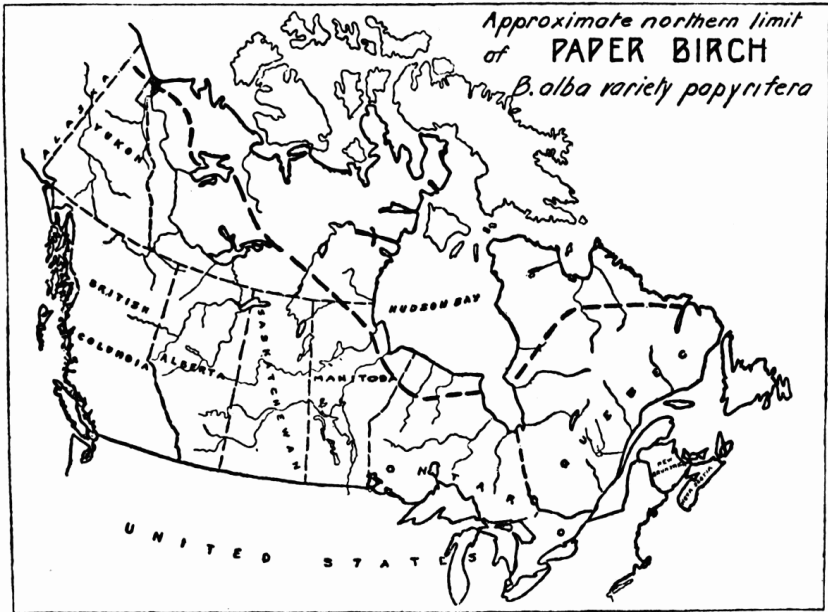 Approximate northern limit
of PAPER BIRCH
B. alba variety papyrifera
ALASKA
YUKON
BRITISH
COLUMBIA
ALBERTA
SASKATCHEWAN
MANITOBA
HUDSON BAY
ONTARIO
QUEBEC
NEW
BRUNSWICK
NOVA SCOTIA
UNITED STATES